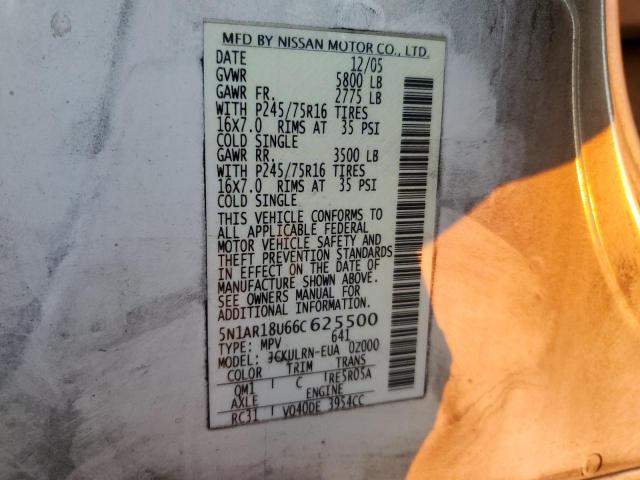 MFD BY NISSAN MOTOR CO., LTD.
DATE 12/05
GVWR 5800 LB
GAWR FR. 2775 LB
WITH P245/75R16 TIRES
16X7.0 RIMS AT 35 PSI
COLD SINGLE
GAWR RR. 3500 LB
WITH P245/75R16 TIRES
16X7.0 RIMS AT 35 PSI
COLD SINGLE
THIS VEHICLE CONFORMS TO
ALL APPLICABLE FEDERAL
MOTOR VEHICLE SAFETY AND
THEFT PREVENTION STANDARDS
IN EFFECT ON THE DATE OF
MANUFACTURE SHOWN ABOVE.
SEE OWNERS MANUAL FOR
ADDITIONAL INFORMATION.
5N1AR18U66C625500
TYPE: MPV 641
MODEL: JCKULRN-EUA 0Z000
COLOR TRIM TRANS
QM1 C TRE5R05A
AXLE ENGINE
RC31 VQ40DE 3954CC